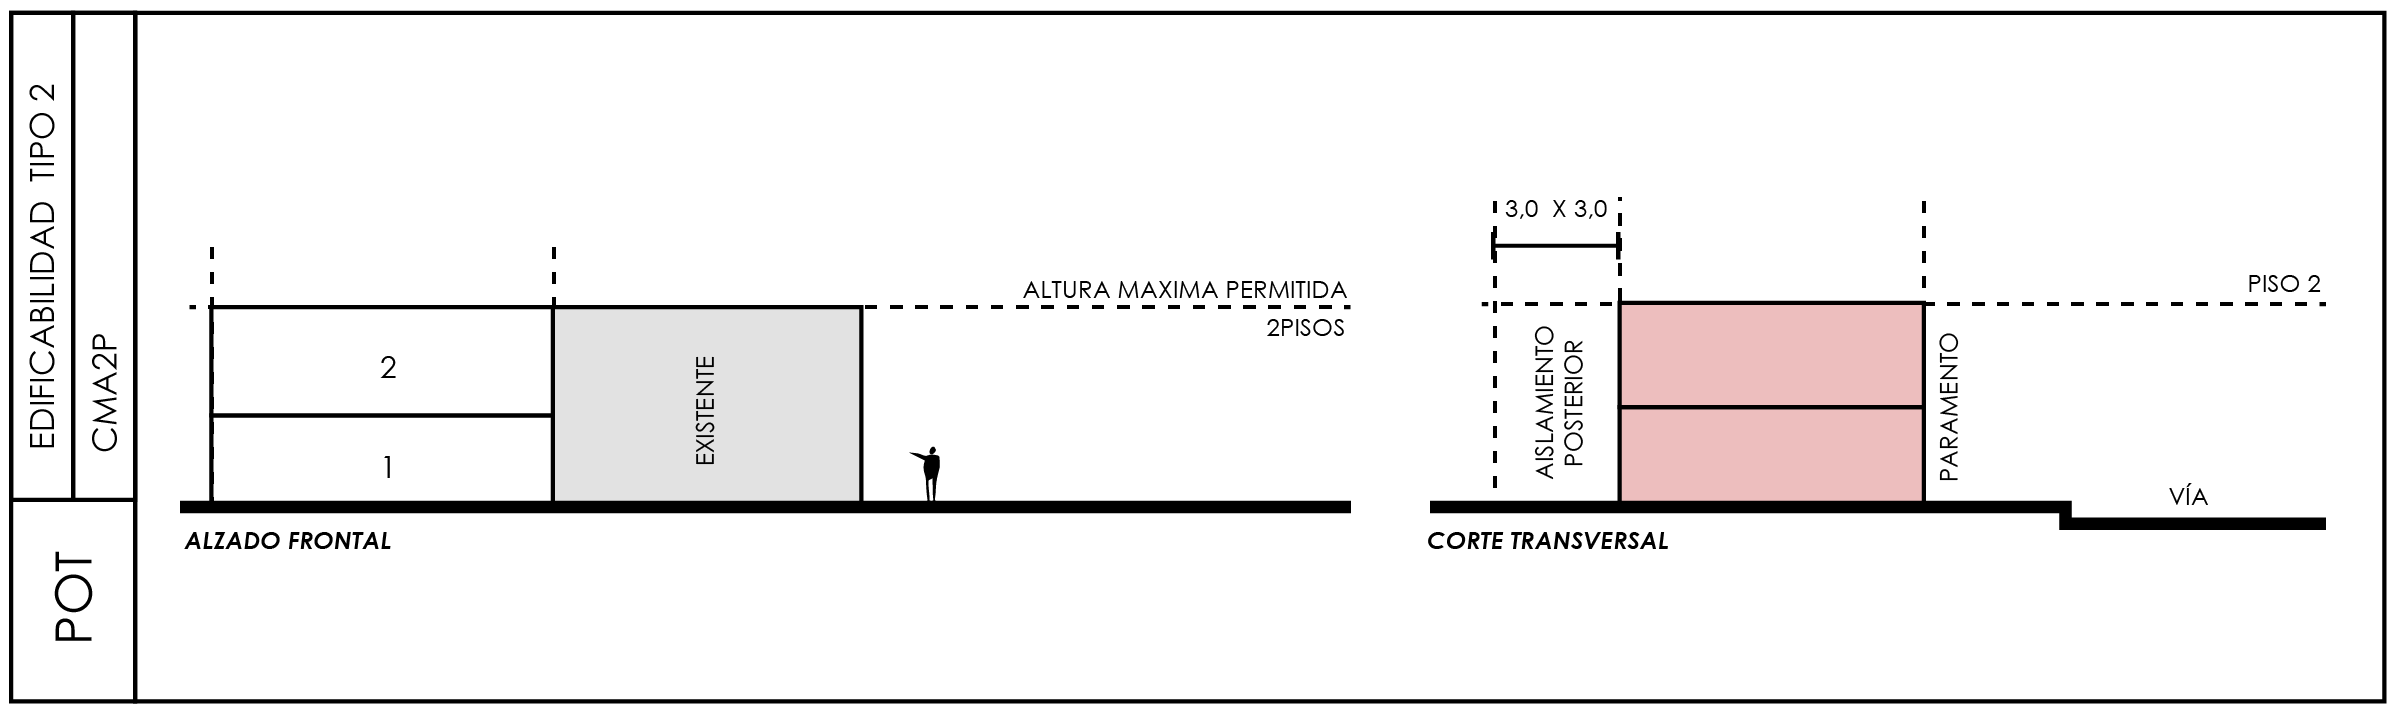 EDIFICABILIDAD TIPO 2
CMA2P
POT
2
1
EXISTENTE
ALTURA MAXIMA PERMITIDA
2PISOS
ALZADO FRONTAL
3,0 X 3,0
AISLAMIENTO
POSTERIOR
PARAMENTO
PISO 2
VÍA
CORTE TRANSVERSAL